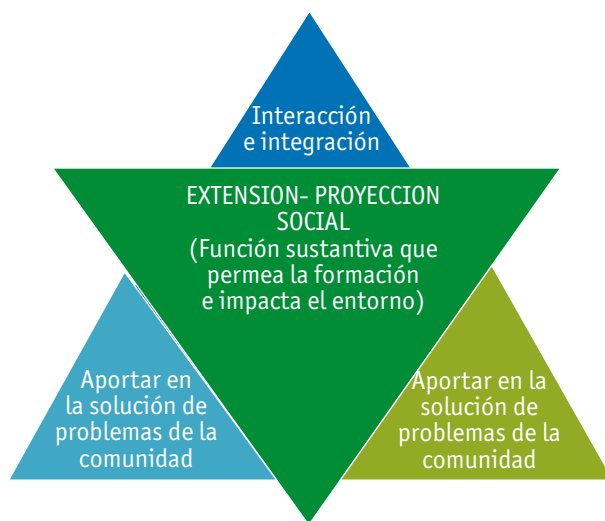 Interacción
e integración
EXTENSION- PROYECCION
SOCIAL
(Función sustantiva que
permea la formación
e impacta el entorno)
Aportar en
la solución de
problemas de la
comunidad
Aportar en la
solución de
problemas de la
comunidad